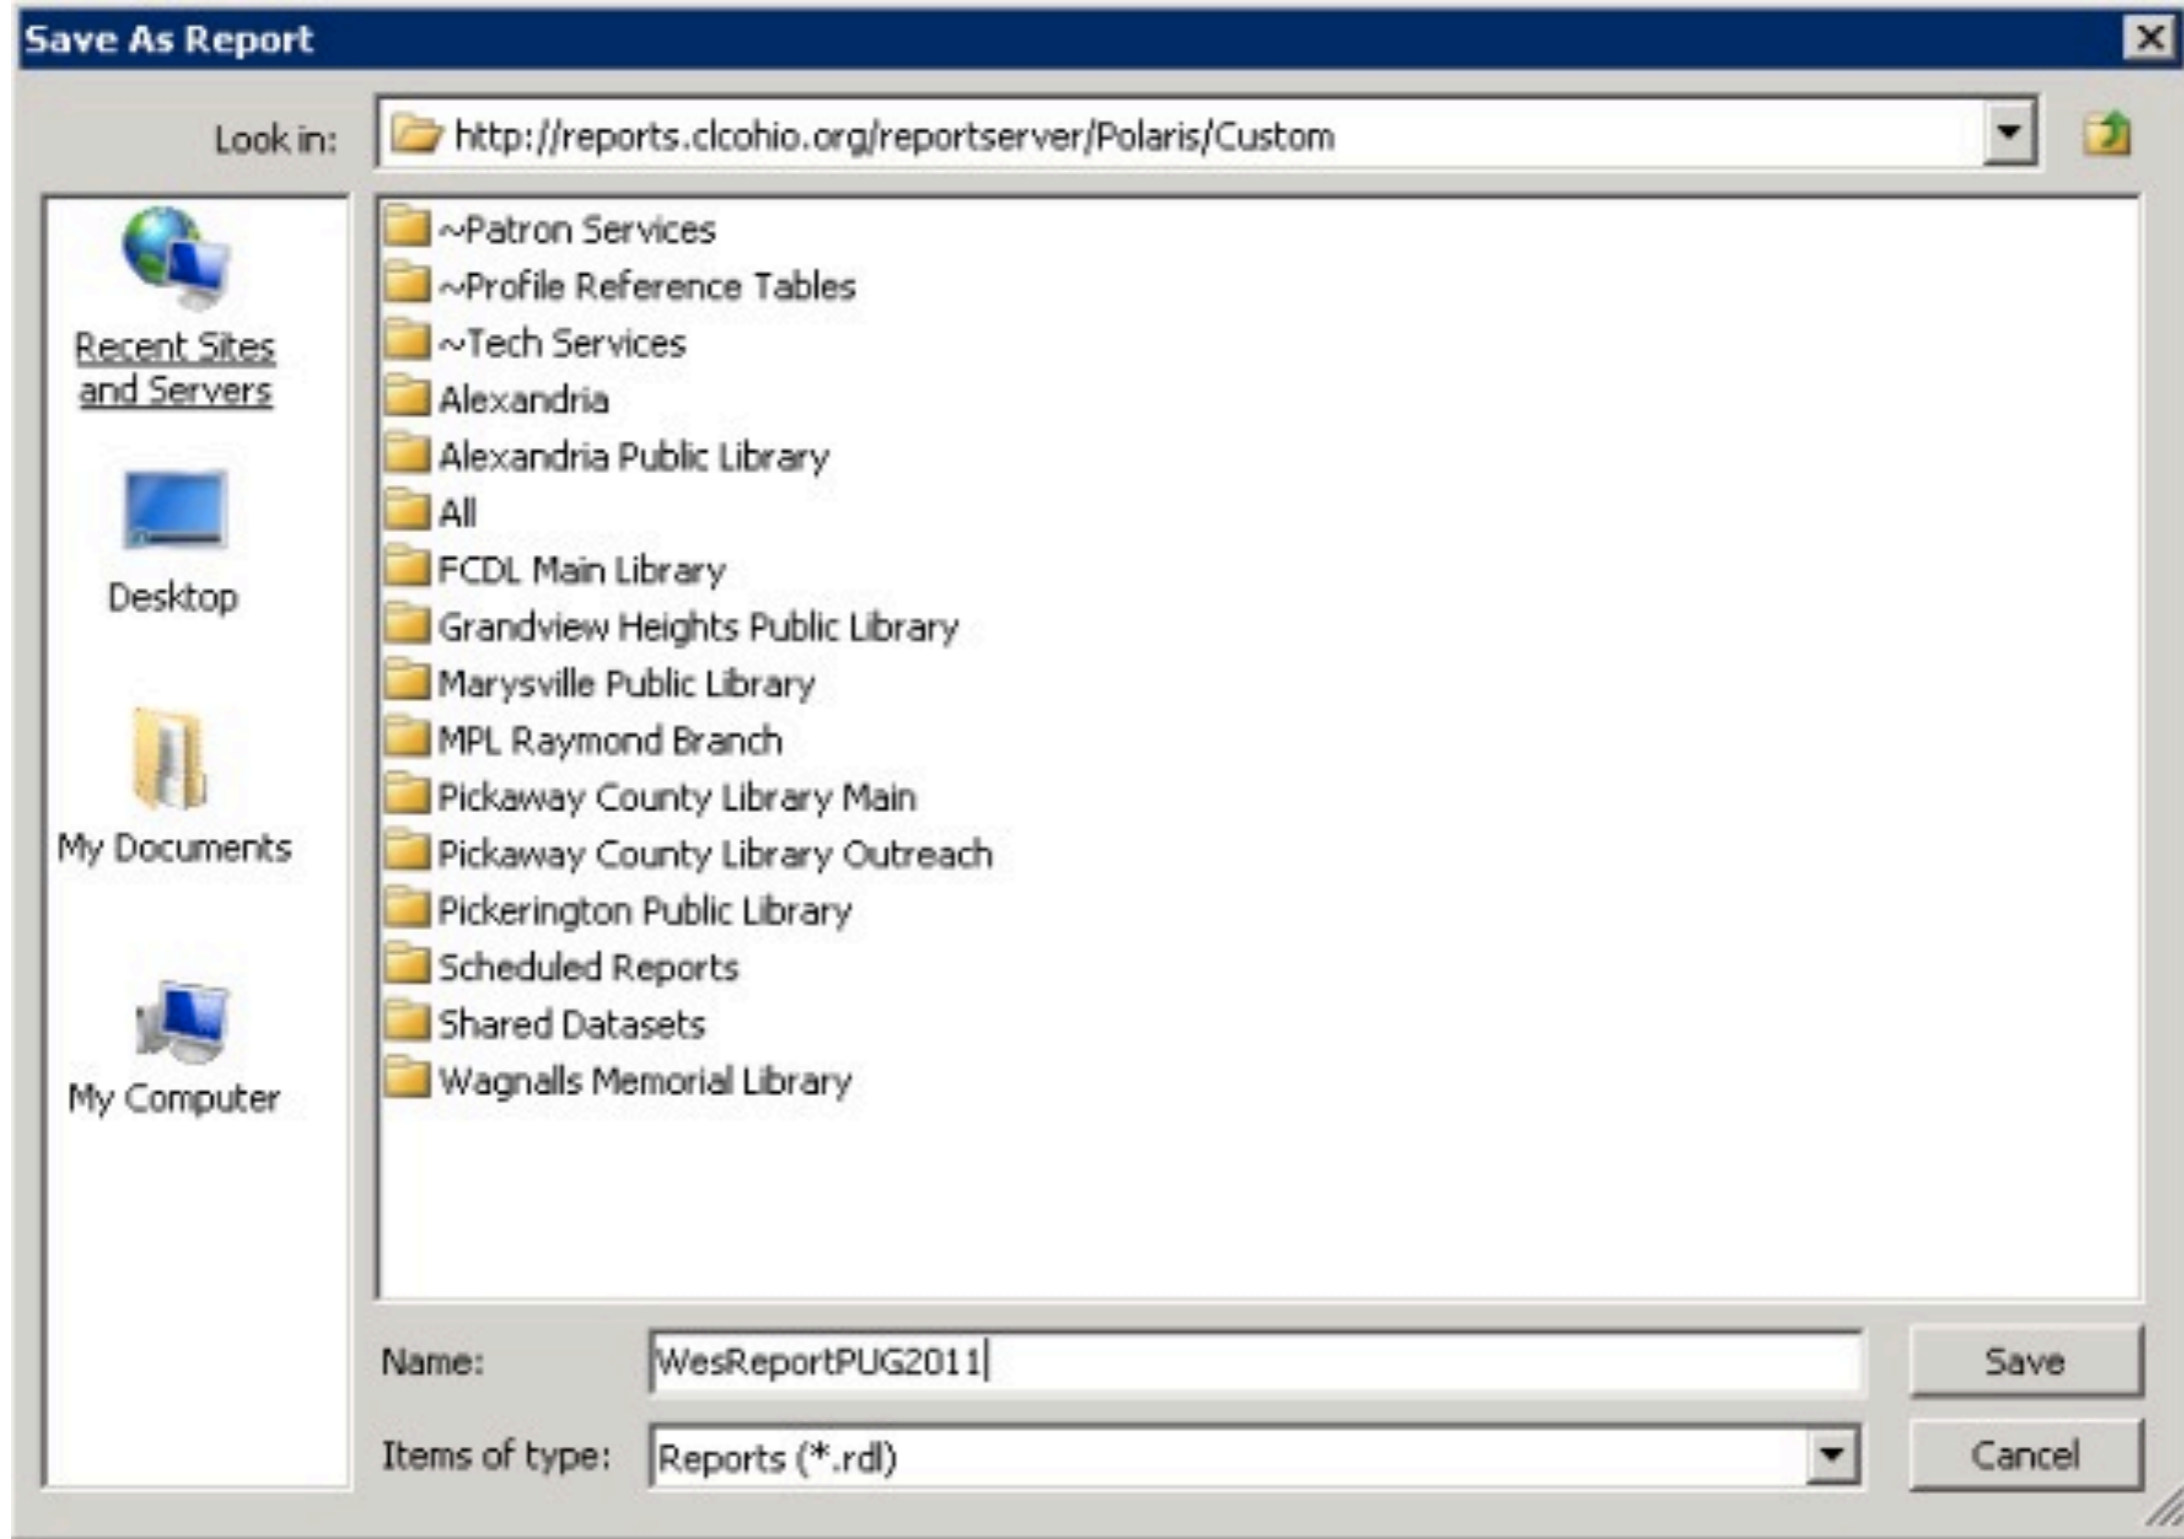 Save As Report
Look in:
http://reports.clcohio.org/reportserver/Polaris/Custom
Recent Sites
and Servers
Desktop
My Documents
My Computer
~Patron Services
~Profile Reference Tables
~Tech Services
Alexandria
Alexandria Public Library
All
FCDL Main Library
Grandview Heights Public Library
Marysville Public Library
MPL Raymond Branch
Pickaway County Library Main
Pickaway County Library Outreach
Pickerington Public Library
Scheduled Reports
Shared Datasets
Wagnalls Memorial Library
Name:
WesReportPUG2011
Save
Items of type:
Reports (*.rdl)
Cancel